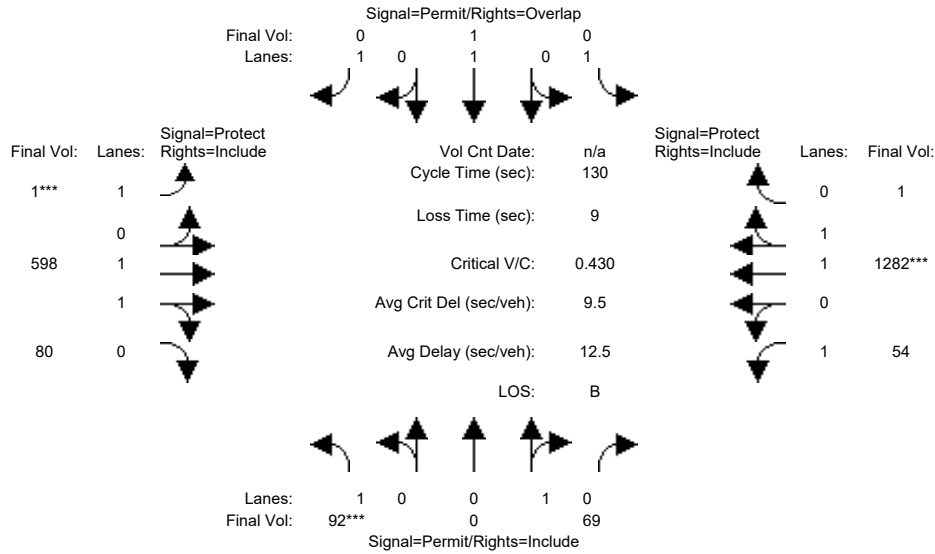 Signal=Permit/Rights=Overlap
Final Vol: 0 1 0
Lanes: 1 0 1 0 1
Signal=Protect
Final Vol: Lanes: Rights=Include
Vol Cnt Date: n/a
Signal=Protect
Rights=Include Lanes: Final Vol:
Cycle Time (sec): 130
1*** 1
0 1
Loss Time (sec): 9
0
1
598 1
Critical V/C: 0.430
1 1282***
1
Avg Crit Del (sec/veh): 9.5
0
80 0
Avg Delay (sec/veh): 12.5
1 54
LOS: B
Lanes: 1 0 0 1 0
Final Vol: 92*** 0 69
Signal=Permit/Rights=Include